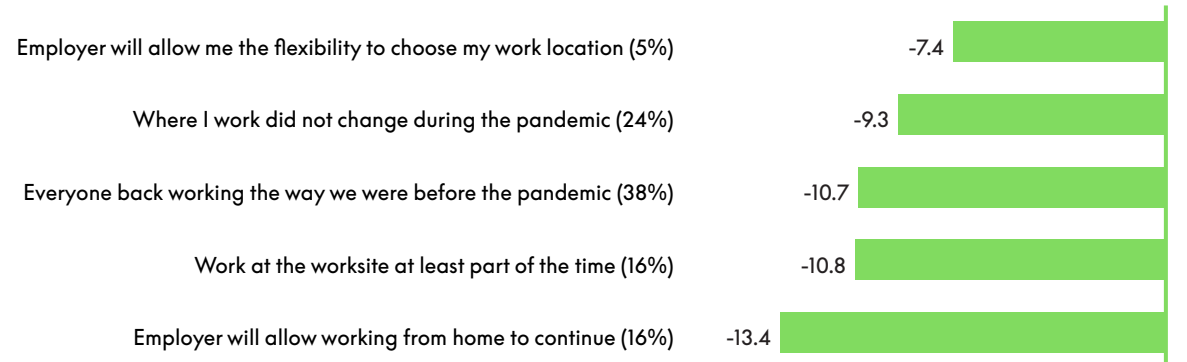 Employer will allow me the flexibility to choose my work location (5%) -7.4
Where I work did not change during the pandemic (24%) -9.3
Everyone back working the way we were before the pandemic (38%) -10.7
Work at the worksite at least part of the time (16%) -10.8
Employer will allow working from home to continue (16%) -13.4